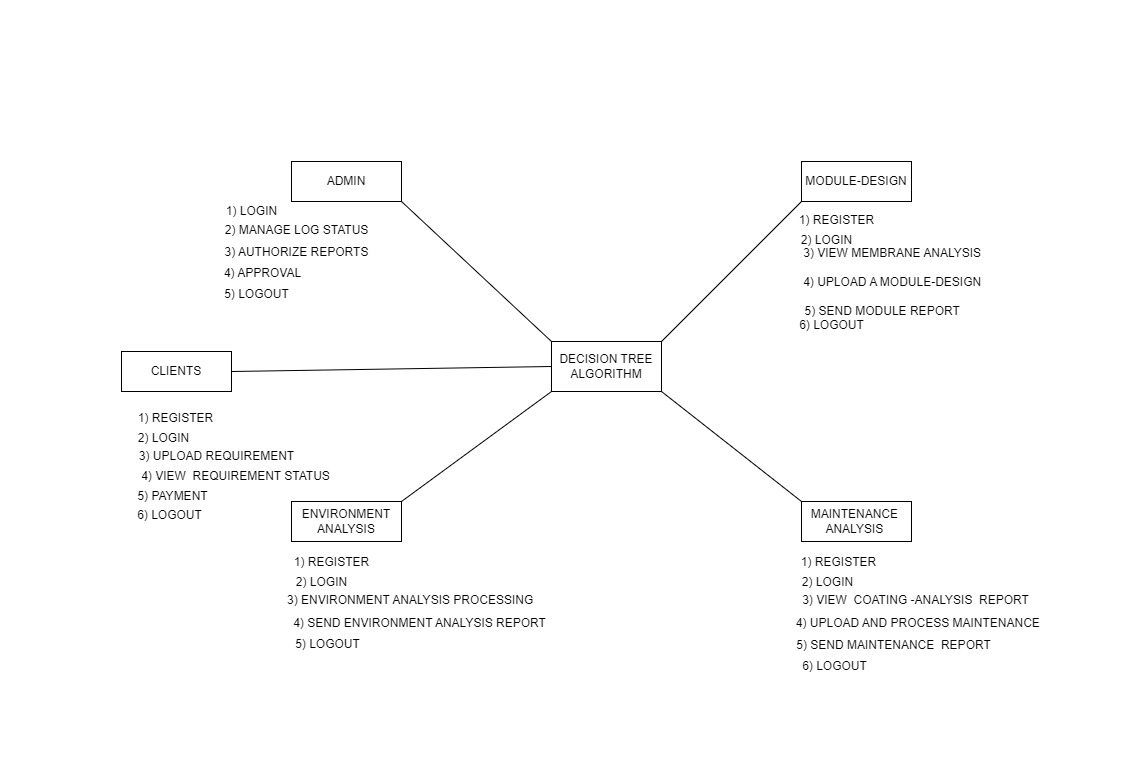 ADMIN
1) LOGIN
2) MANAGE LOG STATUS
3) AUTHORIZE REPORTS
4) APPROVAL
5) LOGOUT
MODULE-DESIGN
1) REGISTER
2) LOGIN
3) VIEW MEMBRANE ANALYSIS
4) UPLOAD A MODULE-DESIGN
5) SEND MODULE REPORT
6) LOGOUT
DECISION TREE
ALGORITHM
CLIENTS
1) REGISTER
2) LOGIN
3) UPLOAD REQUIREMENT
4) VIEW  REQUIREMENT STATUS
5) PAYMENT
6) LOGOUT
ENVIRONMENT
ANALYSIS
1) REGISTER
2) LOGIN
3) ENVIRONMENT ANALYSIS PROCESSING
4) SEND ENVIRONMENT ANALYSIS REPORT
5) LOGOUT
MAINTENANCE
ANALYSIS
1) REGISTER
2) LOGIN
3) VIEW  COATING -ANALYSIS  REPORT
4) UPLOAD AND PROCESS MAINTENANCE
5) SEND MAINTENANCE  REPORT
6) LOGOUT